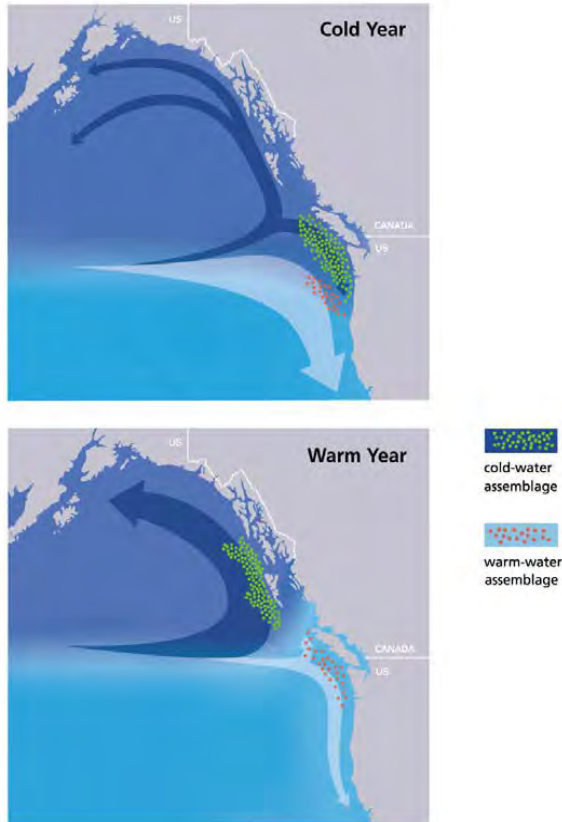 US
Cold Year
CANADA
US
US
Warm Year
CANADA
US
cold-water
assemblage
warm-water
assemblage